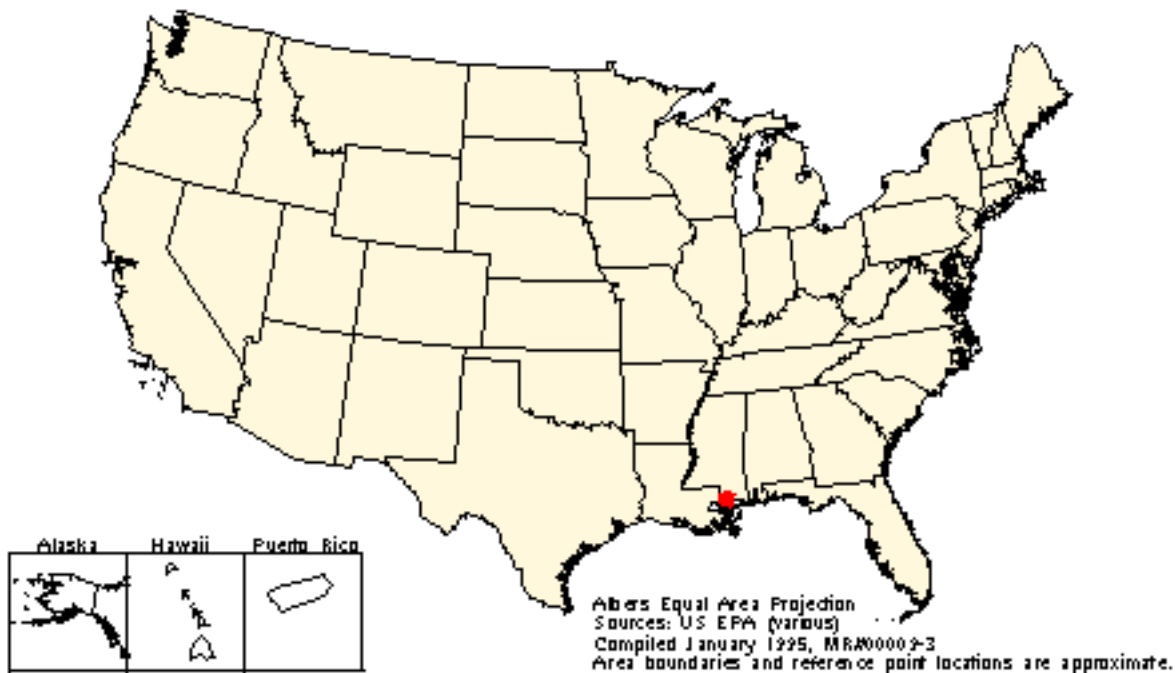 Alaska
Hawaii
Puerto Rico
Albers Equal Area Projection
Sources: US EPA (various)
Compiled January 1995, MR#00009-3
Area boundaries and reference point locations are approximate.